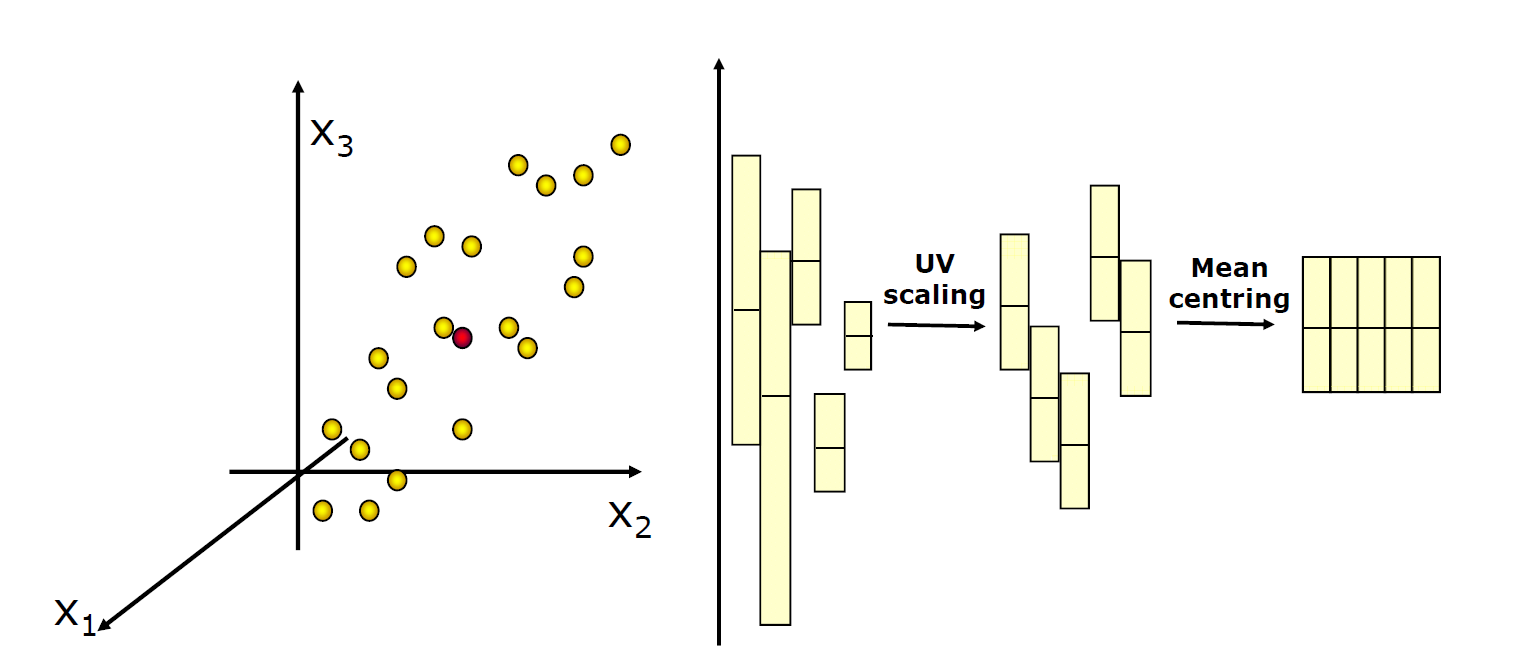 x3
x2
x1
UV
scaling
Mean
centring